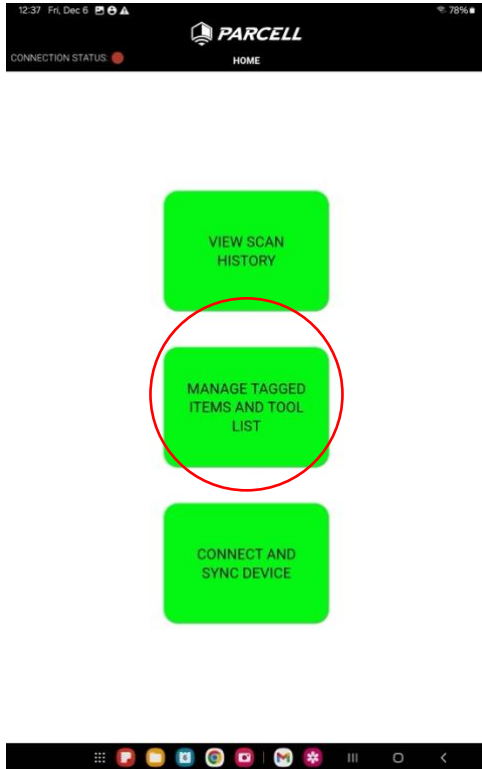 12:37 Fri, Dec 6
78%
PARCELL
CONNECTION STATUS:
HOME
VIEW SCAN
HISTORY
MANAGE TAGGED
ITEMS AND TOOL
LIST
CONNECT AND
SYNC DEVICE